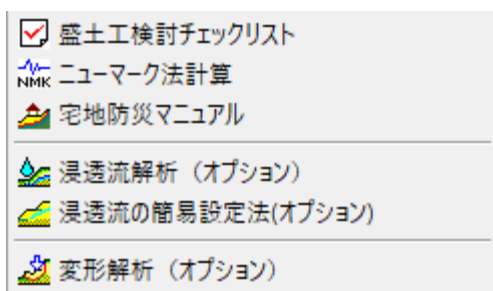 盛土工検討チェックリスト
NMK ニューマーク法計算
宅地防災マニュアル
浸透流解析（オプション）
浸透流の簡易設定法(オプション)
変形解析（オプション）